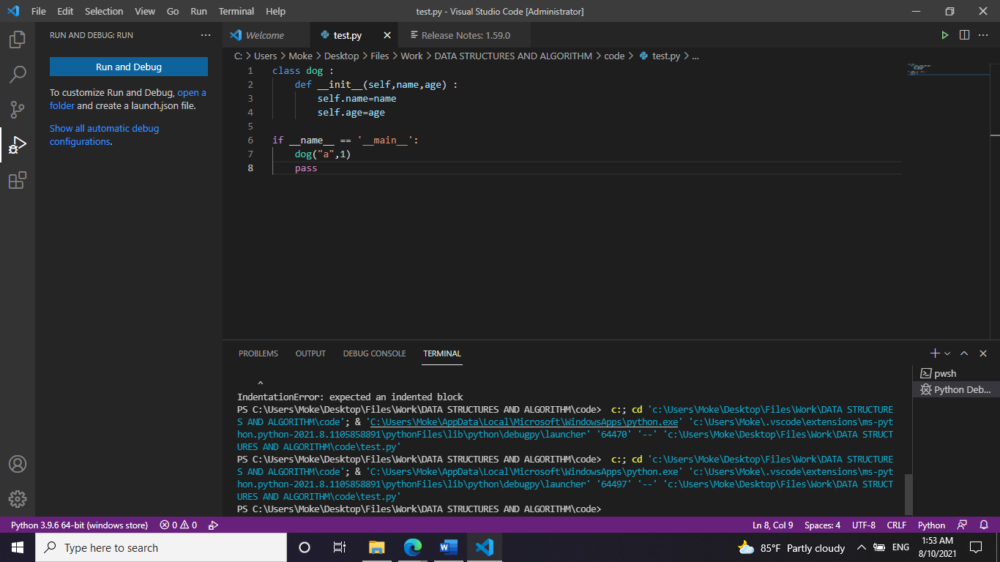 File Edit Selection View Go Run Terminal Help
test.py - Visual Studio Code [Administrator]
RUN AND DEBUG: RUN
Run and Debug
To customize Run and Debug, open a
folder and create a launch.json file.
Show all automatic debug
configurations.
Welcome
test.py
Release Notes: 1.59.0
C: > Users > Moke > Desktop > Files > Work > DATA STRUCTURES AND ALGORITHM > code > test.py > ...
1 class dog :
2     def __init__(self,name,age) :
3         self.name=name
4         self.age=age
5
6 if __name__ == '__main__':
7     dog("a",1)
8     pass
PROBLEMS OUTPUT DEBUG CONSOLE TERMINAL
    ^
IndentationError: expected an indented block
PS C:\Users\Moke\Desktop\Files\Work\DATA STRUCTURES AND ALGORITHM\code>  c:; cd 'c:\Users\Moke\Desktop\Files\Work\DATA STRUCTURE
S AND ALGORITHM\code'; & 'C:\Users\Moke\AppData\Local\Microsoft\WindowsApps\python.exe' 'c:\Users\Moke\.vscode\extensions\ms-pyt
hon.python-2021.8.1105858891\pythonFiles\lib\python\debugpy\launcher' '64470' '--' 'c:\Users\Moke\Desktop\Files\Work\DATA STRUCT
URES AND ALGORITHM\code\test.py'
PS C:\Users\Moke\Desktop\Files\Work\DATA STRUCTURES AND ALGORITHM\code>  c:; cd 'c:\Users\Moke\Desktop\Files\Work\DATA STRUCTURE
S AND ALGORITHM\code'; & 'C:\Users\Moke\AppData\Local\Microsoft\WindowsApps\python.exe' 'c:\Users\Moke\.vscode\extensions\ms-pyt
hon.python-2021.8.1105858891\pythonFiles\lib\python\debugpy\launcher' '64497' '--' 'c:\Users\Moke\Desktop\Files\Work\DATA STRUCT
URES AND ALGORITHM\code\test.py'
PS C:\Users\Moke\Desktop\Files\Work\DATA STRUCTURES AND ALGORITHM\code>
pwsh
Python Deb...
Python 3.9.6 64-bit (windows store) 0 0
Ln 8, Col 9 Spaces: 4 UTF-8 CRLF Python
Type here to search
85°F Partly cloudy
ENG
1:53 AM
8/10/2021